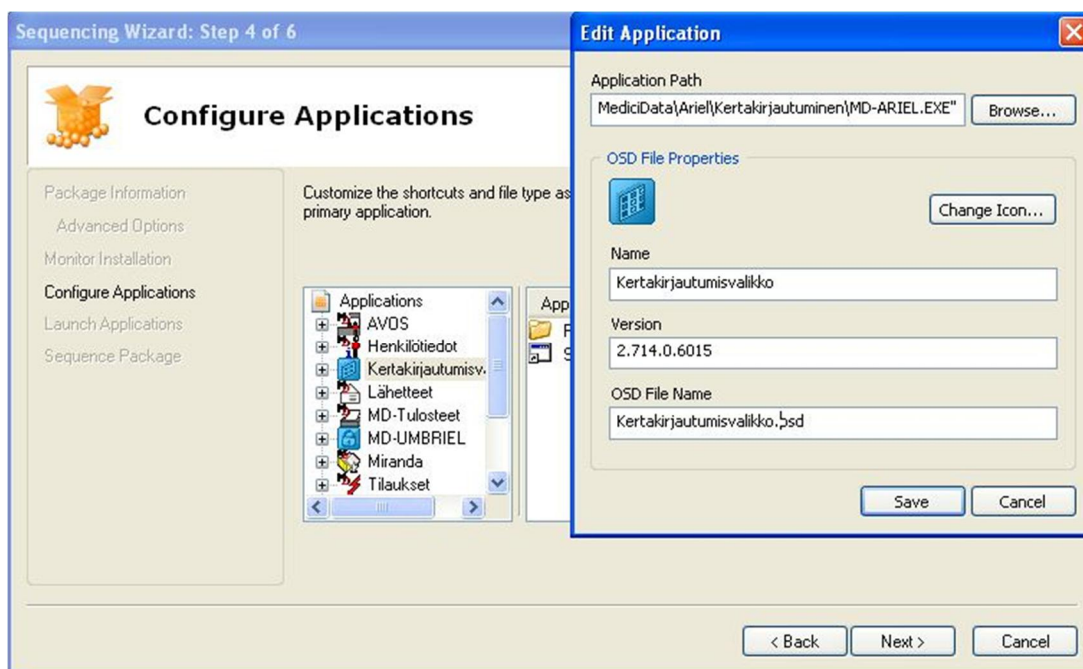 Sequencing Wizard: Step 4 of 6
Configure Applications
Package Information
Advanced Options
Monitor Installation
Configure Applications
Launch Applications
Sequence Package
Customize the shortcuts and file type as
primary application.
Applications
AVOS
Henkilötiedot
Kertakirjautumisv
Lähetteet
MD-Tulosteet
MD-UMBRIEL
Miranda
Tilaukset
App
F
S
< Back
Next >
Cancel
Edit Application
Application Path
MediciData\Ariel\Kertakirjautuminen\MD-ARIEL.EXE"
Browse...
OSD File Properties
Change Icon...
Name
Kertakirjautumisvalikko
Version
2.714.0.6015
OSD File Name
Kertakirjautumisvalikko.osd
Save
Cancel